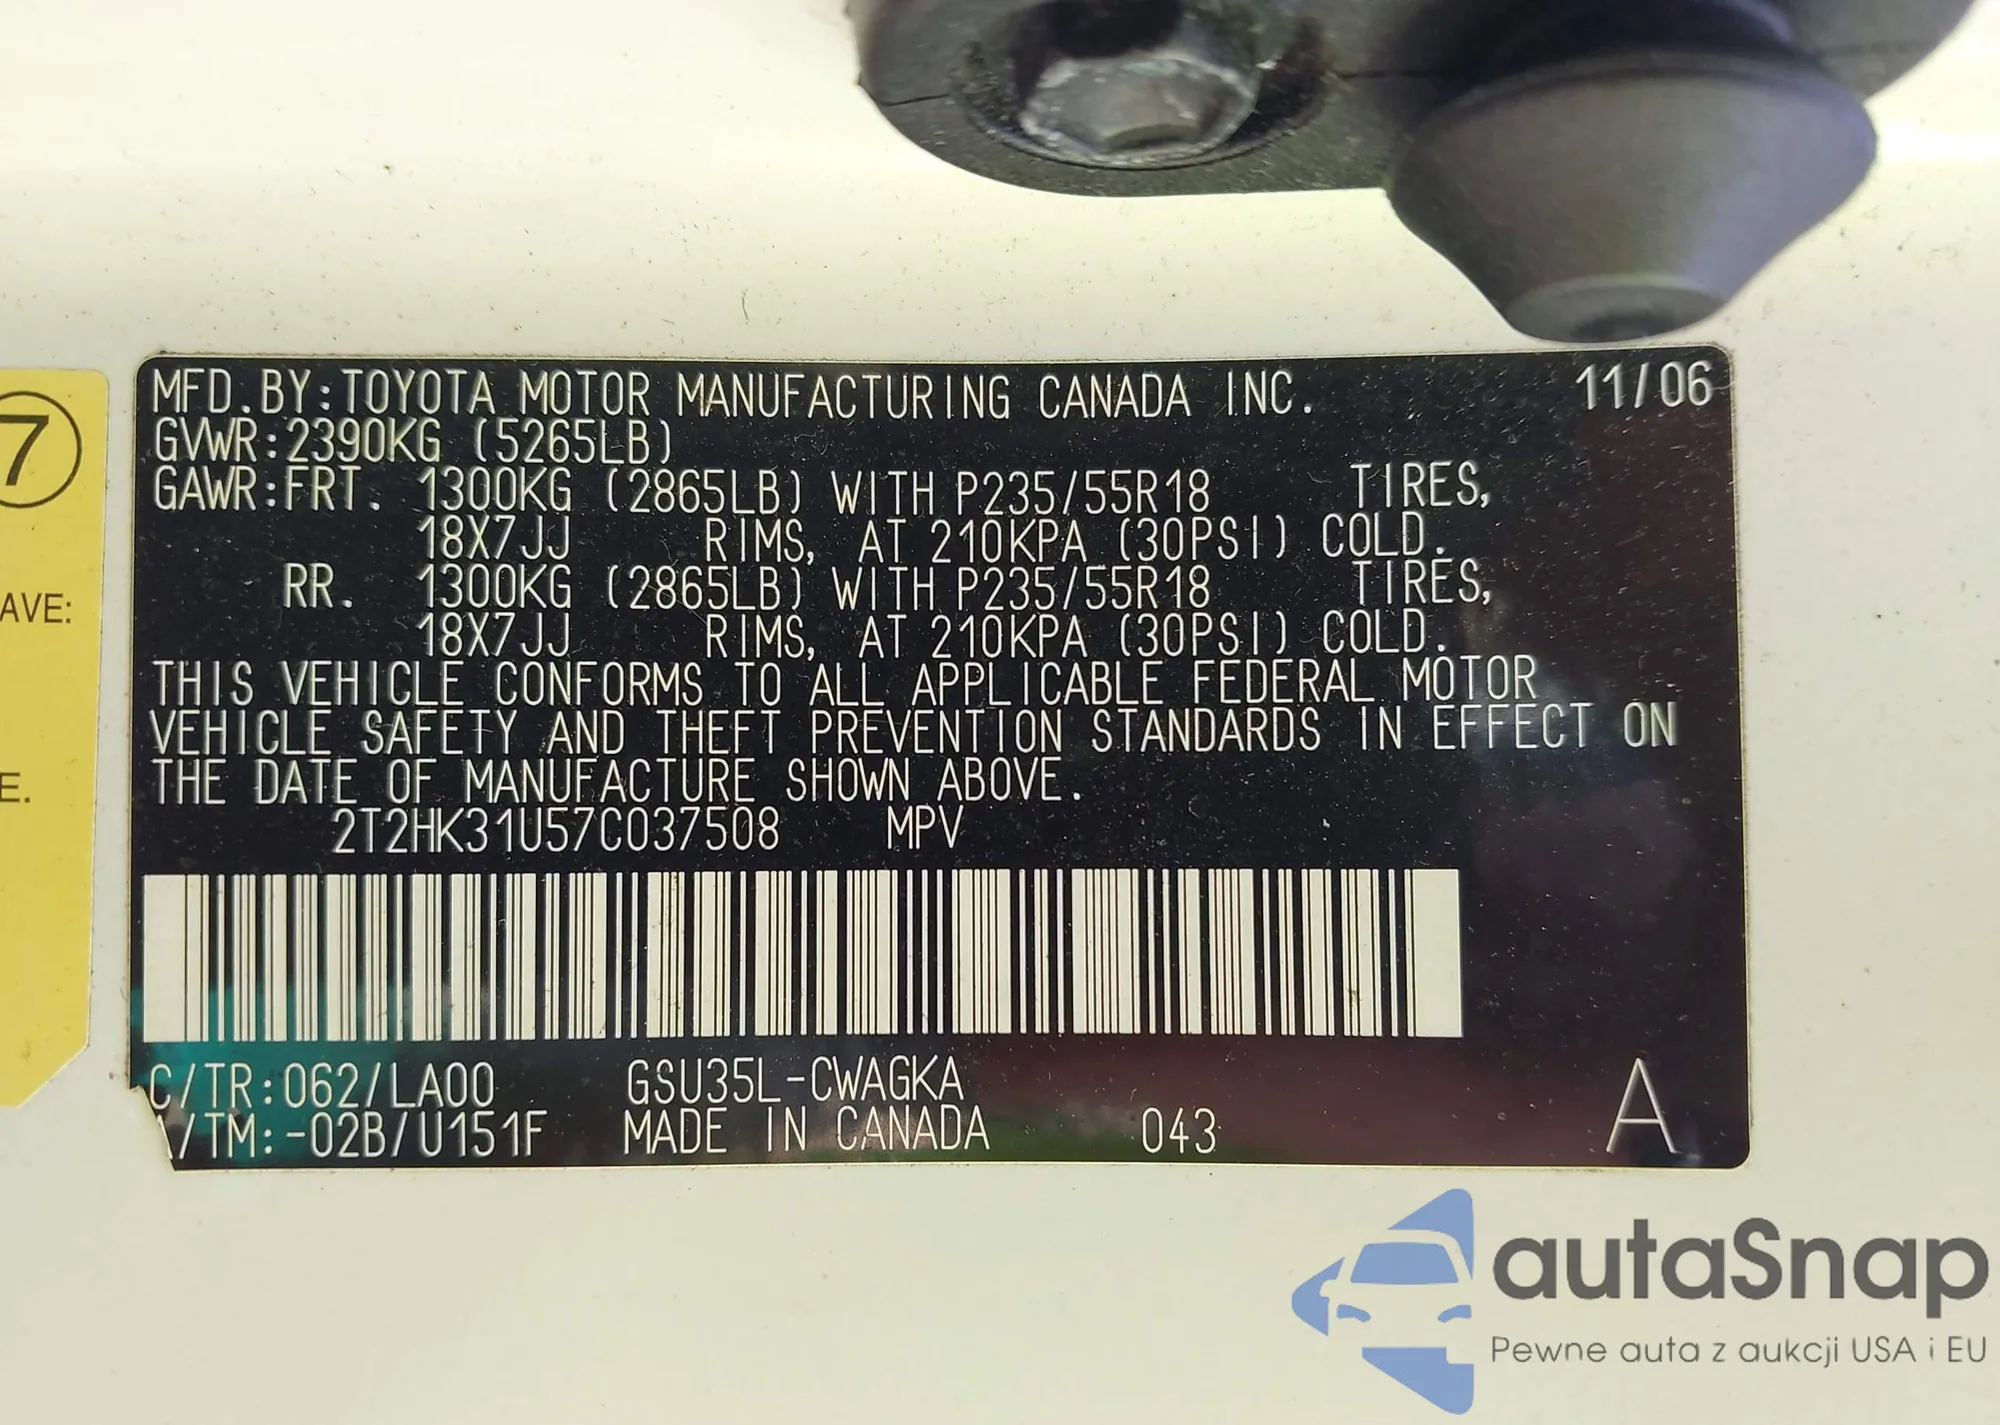 MFD.BY:TOYOTA MOTOR MANUFACTURING CANADA INC. 11/06
GVWR:2390KG (5265LB)
GAWR:FRT. 1300KG (2865LB) WITH P235/55R18 TIRES,
18X7JJ RIMS, AT 210KPA (30PSI) COLD.
RR. 1300KG (2865LB) WITH P235/55R18 TIRES,
18X7JJ RIMS, AT 210KPA (30PSI) COLD.
THIS VEHICLE CONFORMS TO ALL APPLICABLE FEDERAL MOTOR
VEHICLE SAFETY AND THEFT PREVENTION STANDARDS IN EFFECT ON
THE DATE OF MANUFACTURE SHOWN ABOVE.
2T2HK31U57C037508 MPV
C/TR:062/LA00 GSU35L-CWAGKA A
/TM:-02B/U151F MADE IN CANADA 043
7
AVE:
E.
autaSnap
Pewne auta z aukcji USA i EU